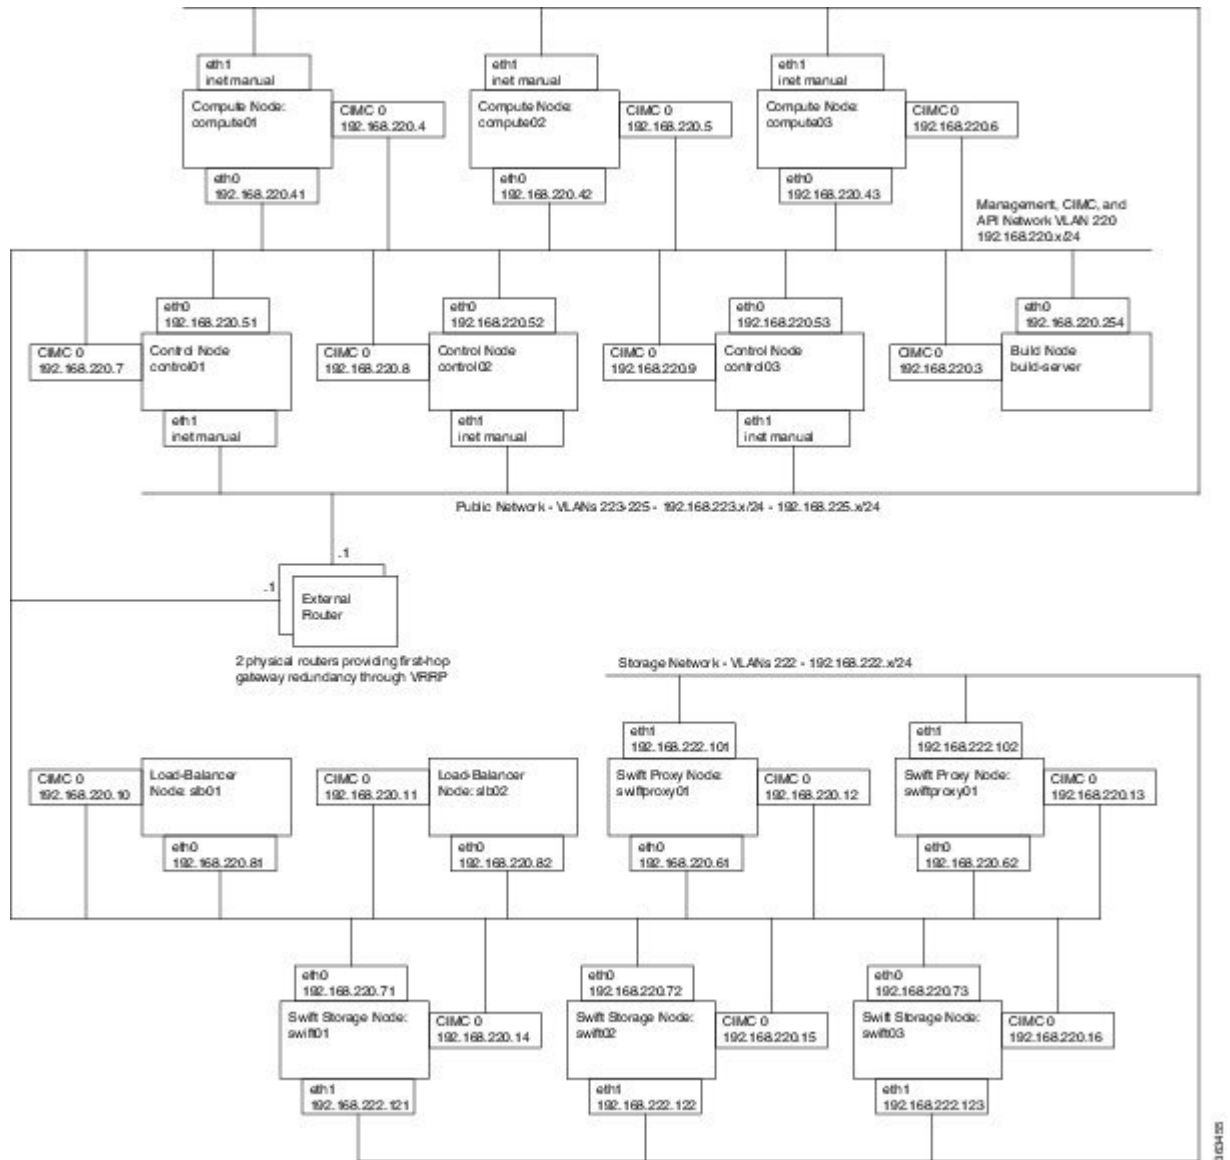 eth1
inet manual
Compute Node:
compute01
CIMC 0
192.168.220.4
eth0
192.168.220.41
eth1
inet manual
Compute Node:
compute02
CIMC 0
192.168.220.5
eth0
192.168.220.42
eth1
inet manual
Compute Node:
compute03
CIMC 0
192.168.220.6
eth0
192.168.220.43
Management, CIMC, and
API Network VLAN 220
192.168.220.x/24
eth0
192.168.220.51
CIMC 0
192.168.220.7
Control Node
control01
eth1
inet manual
eth0
192.168.220.52
CIMC 0
192.168.220.8
Control Node
control02
eth1
inet manual
eth0
192.168.220.53
CIMC 0
192.168.220.9
Control Node
control03
eth1
inet manual
eth0
192.168.220.254
CIMC 0
192.168.220.3
Build Node
build-server
Public Network - VLANs 223-225 - 192.168.223.x/24 - 192.168.225.x/24
.1
.1
External
Router
2 physical routers providing first-hop
gateway redundancy through VRRP
Storage Network - VLANs 222 - 192.168.222.x/24
CIMC 0
192.168.220.10
Load-Balancer
Node: slb01
eth0
192.168.220.81
CIMC 0
192.168.220.11
Load-Balancer
Node: slb02
eth0
192.168.220.82
eth1
192.168.222.101
Swift Proxy Node:
swiftproxy01
CIMC 0
192.168.220.12
eth0
192.168.220.61
eth1
192.168.222.102
Swift Proxy Node:
swiftproxy01
CIMC 0
192.168.220.13
eth0
192.168.220.62
eth0
192.168.220.71
Swift Storage Node:
swift01
CIMC 0
192.168.220.14
eth1
192.168.222.121
eth0
192.168.220.72
Swift Storage Node:
swift02
CIMC 0
192.168.220.15
eth1
192.168.222.122
eth0
192.168.220.73
Swift Storage Node:
swift03
CIMC 0
192.168.220.16
eth1
192.168.222.123
363455